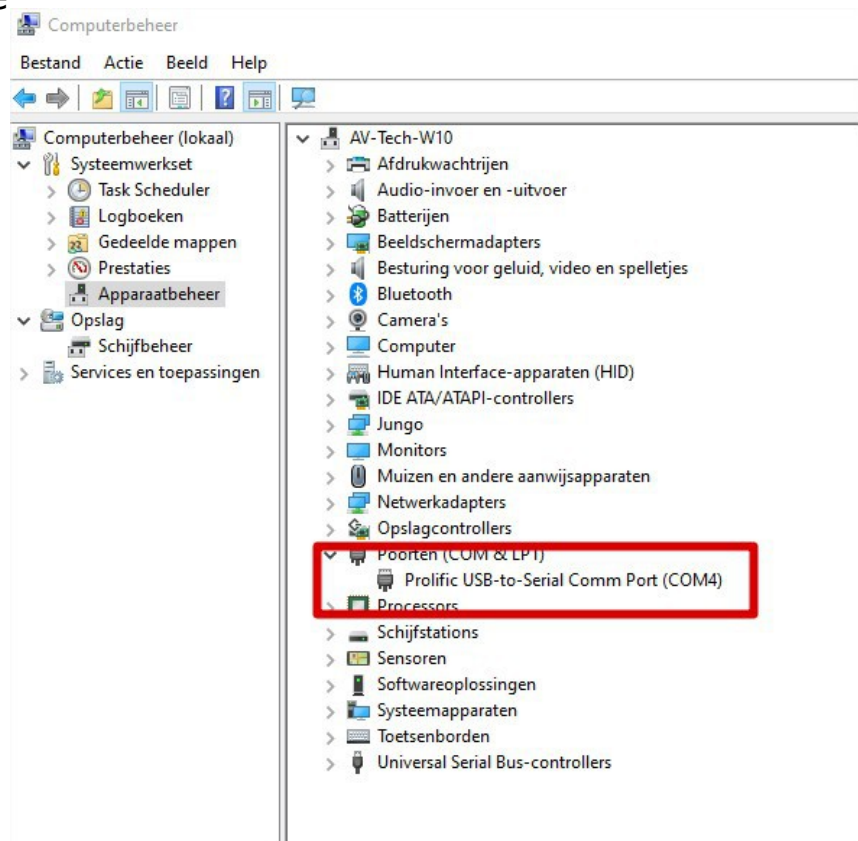 Computerbeheer
Bestand Actie Beeld Help
Computerbeheer (lokaal)
Systeemwerkset
Task Scheduler
Logboeken
Gedeelde mappen
Prestaties
Apparaatbeheer
Opslag
Schijfbeheer
Services en toepassingen
AV-Tech-W10
Afdrukwachtrijen
Audio-invoer en -uitvoer
Batterijen
Beeldschermadapters
Besturing voor geluid, video en spelletjes
Bluetooth
Camera's
Computer
Human Interface-apparaten (HID)
IDE ATA/ATAPI-controllers
Jungo
Monitors
Muizen en andere aanwijsapparaten
Netwerkadapters
Opslagcontrollers
Poorten (COM & LPT)
Prolific USB-to-Serial Comm Port (COM4)
Processors
Schijfstations
Sensoren
Softwareoplossingen
Systeemapparaten
Toetsenborden
Universal Serial Bus-controllers